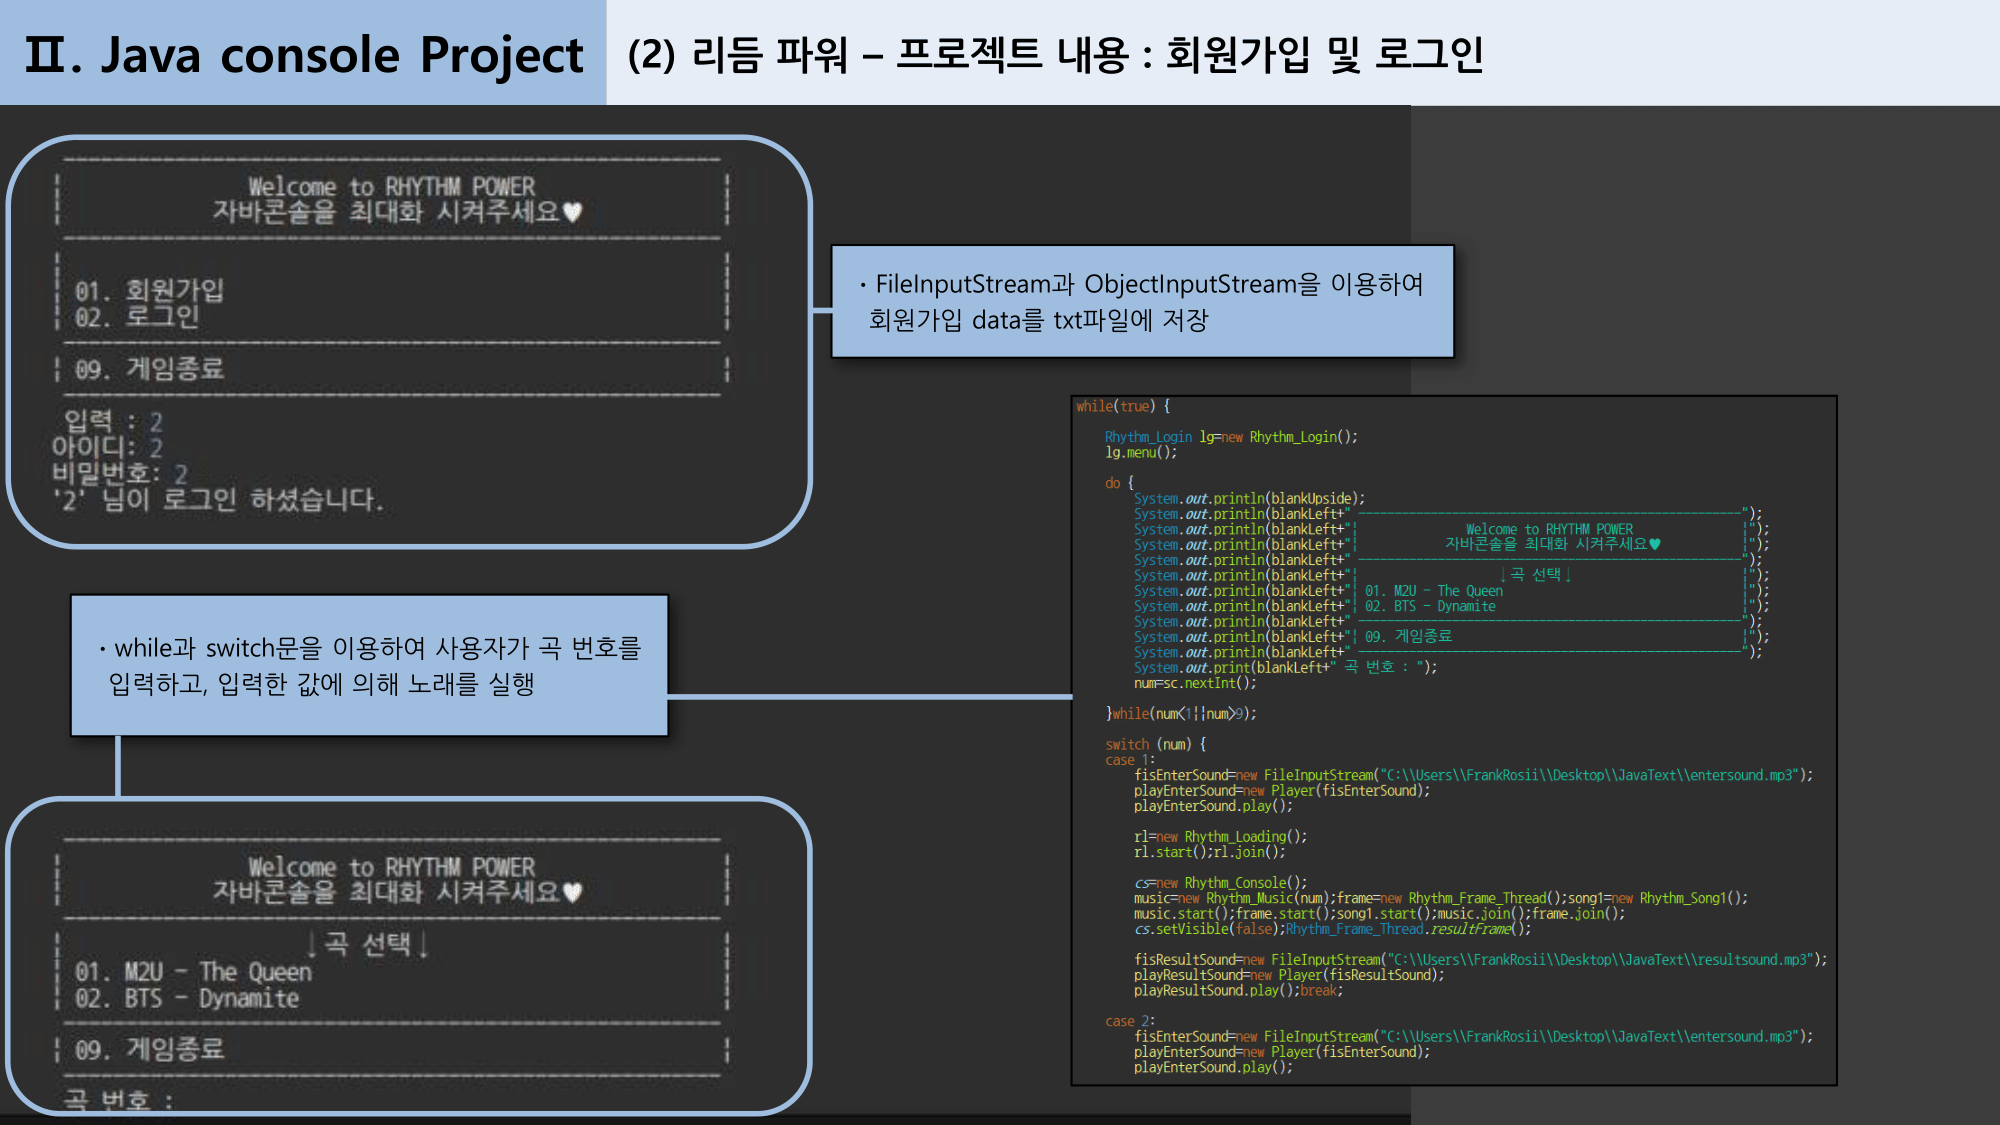 Ⅱ. Java console Project
(2) 리듬 파워 – 프로젝트 내용 : 회원가입 및 로그인
Welcome to RHYTHM POWER
자바콘솔을 최대화 시켜주세요♥
01. 회원가입
02. 로그인
09. 게임종료
입력 : 2
아이디: 2
비밀번호: 2
'2' 님이 로그인 하셨습니다.
· FileInputStream과 ObjectInputStream을 이용하여
회원가입 data를 txt파일에 저장
· while과 switch문을 이용하여 사용자가 곡 번호를
입력하고, 입력한 값에 의해 노래를 실행
Welcome to RHYTHM POWER
자바콘솔을 최대화 시켜주세요♥
↓곡 선택↓
01. M2U - The Queen
02. BTS - Dynamite
09. 게임종료
곡 번호 :
while(true) {
Rhythm_Login lg=new Rhythm_Login();
lg.menu();
do {
System.out.println(blankUpside);
System.out.println(blankLeft+" -----------------------------------------------------");
System.out.println(blankLeft+"¦ Welcome to RHYTHM POWER ¦");
System.out.println(blankLeft+"¦ 자바콘솔을 최대화 시켜주세요♥ ¦");
System.out.println(blankLeft+" -----------------------------------------------------");
System.out.println(blankLeft+"¦ ↓곡 선택↓ ¦");
System.out.println(blankLeft+"¦ 01. M2U - The Queen ¦");
System.out.println(blankLeft+"¦ 02. BTS - Dynamite ¦");
System.out.println(blankLeft+" -----------------------------------------------------");
System.out.println(blankLeft+"¦ 09. 게임종료 ¦");
System.out.println(blankLeft+" -----------------------------------------------------");
System.out.print(blankLeft+" 곡 번호 : ");
num=sc.nextInt();
}while(num<1||num>9);
switch (num) {
case 1:
fisEnterSound=new FileInputStream("C:\\Users\\FrankRosii\\Desktop\\JavaText\\entersound.mp3");
playEnterSound=new Player(fisEnterSound);
playEnterSound.play();
rl=new Rhythm_Loading();
rl.start();rl.join();
cs=new Rhythm_Console();
music=new Rhythm_Music(num);frame=new Rhythm_Frame_Thread();song1=new Rhythm_Song1();
music.start();frame.start();song1.start();music.join();frame.join();
cs.setVisible(false);Rhythm_Frame_Thread.resultFrame();
fisResultSound=new FileInputStream("C:\\Users\\FrankRosii\\Desktop\\JavaText\\resultsound.mp3");
playResultSound=new Player(fisResultSound);
playResultSound.play();break;
case 2:
fisEnterSound=new FileInputStream("C:\\Users\\FrankRosii\\Desktop\\JavaText\\entersound.mp3");
playEnterSound=new Player(fisEnterSound);
playEnterSound.play();